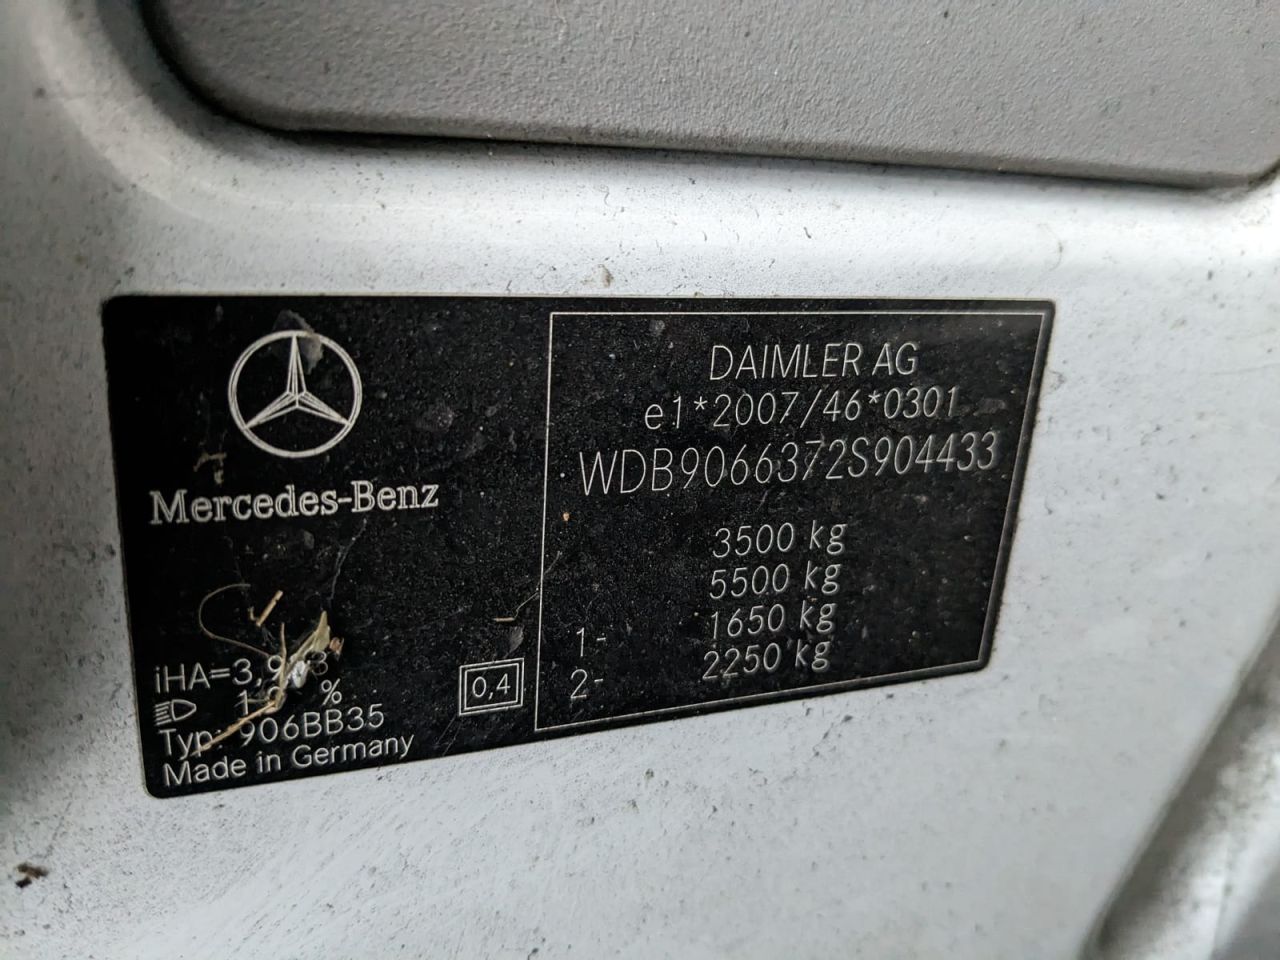 Mercedes-Benz
iHA=3,
%
Typ: 906BB35
Made in Germany
0,4
DAIMLER AG
e1*2007/46*0301
WDB9066372S904433
3500 kg
5500 kg
1- 1650 kg
2- 2250 kg